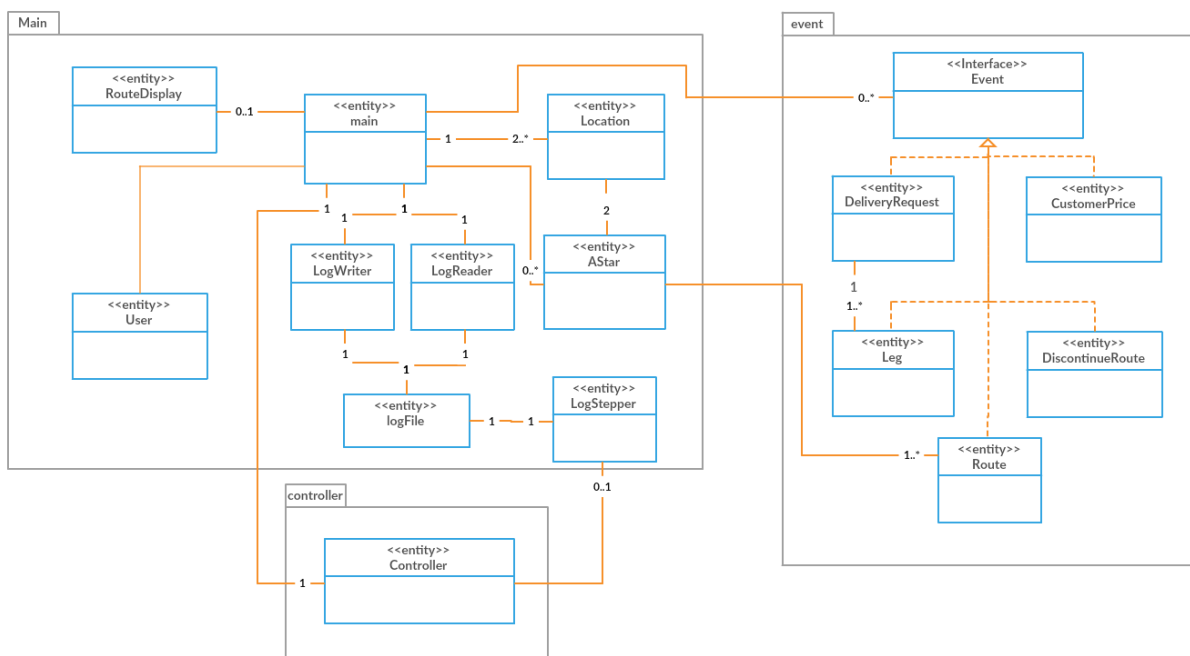 Main
event
<<entity>>
RouteDisplay
0..1
<<entity>>
main
1
2..*
<<entity>>
Location
0..*
<<Interface>>
Event
<<entity>>
DeliveryRequest
<<entity>>
CustomerPrice
1
1
1
1
2
<<entity>>
LogWriter
<<entity>>
LogReader
0..*
<<entity>>
AStar
1
1..*
<<entity>>
User
<<entity>>
Leg
<<entity>>
DiscontinueRoute
1
1
1
<<entity>>
logFile
1
1
<<entity>>
LogStepper
1..*
<<entity>>
Route
0..1
controller
1
<<entity>>
Controller